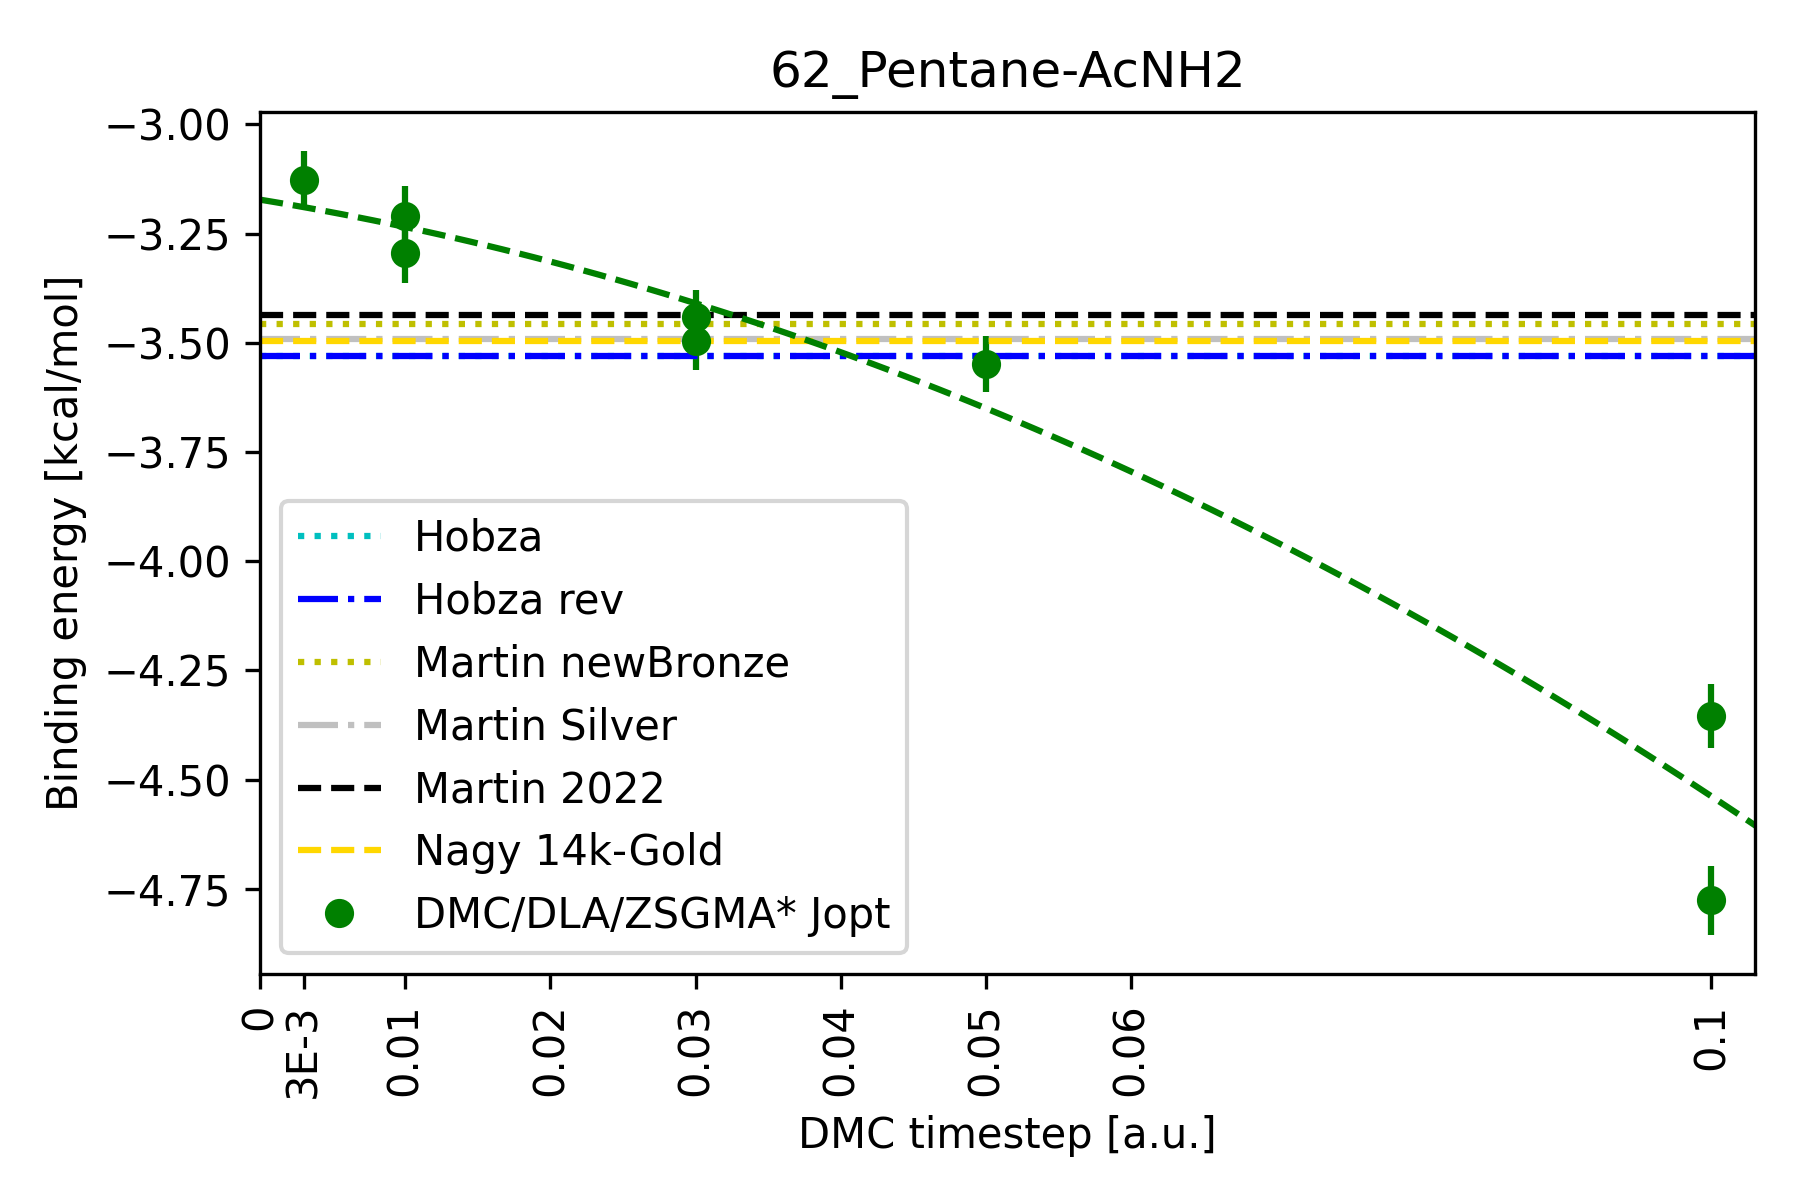 62_Pentane-AcNH2
Binding energy [kcal/mol]
−3.00
−3.25
−3.50
−3.75
−4.00
−4.25
−4.50
−4.75
Hobza
Hobza rev
Martin newBronze
Martin Silver
Martin 2022
Nagy 14k-Gold
DMC/DLA/ZSGMA* Jopt
0
3E-3
0.01
0.02
0.03
0.04
0.05
0.06
0.1
DMC timestep [a.u.]